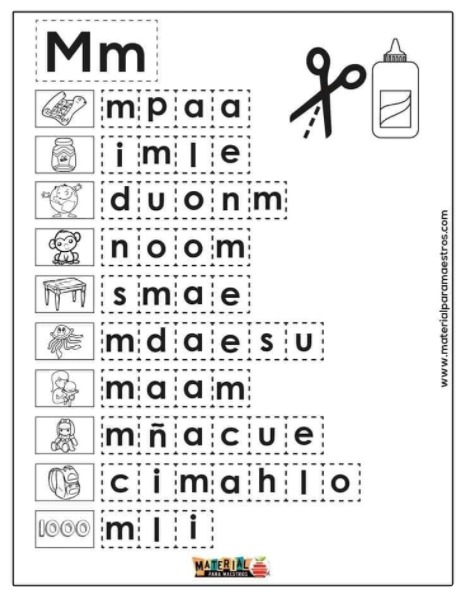 Mm
mpaa
imle
duonm
noom
smae
mdaesu
maam
mñacue
cimahlo
1000 mli
www.materialparamaestros.com
MATERIAL
PARA MAESTROS